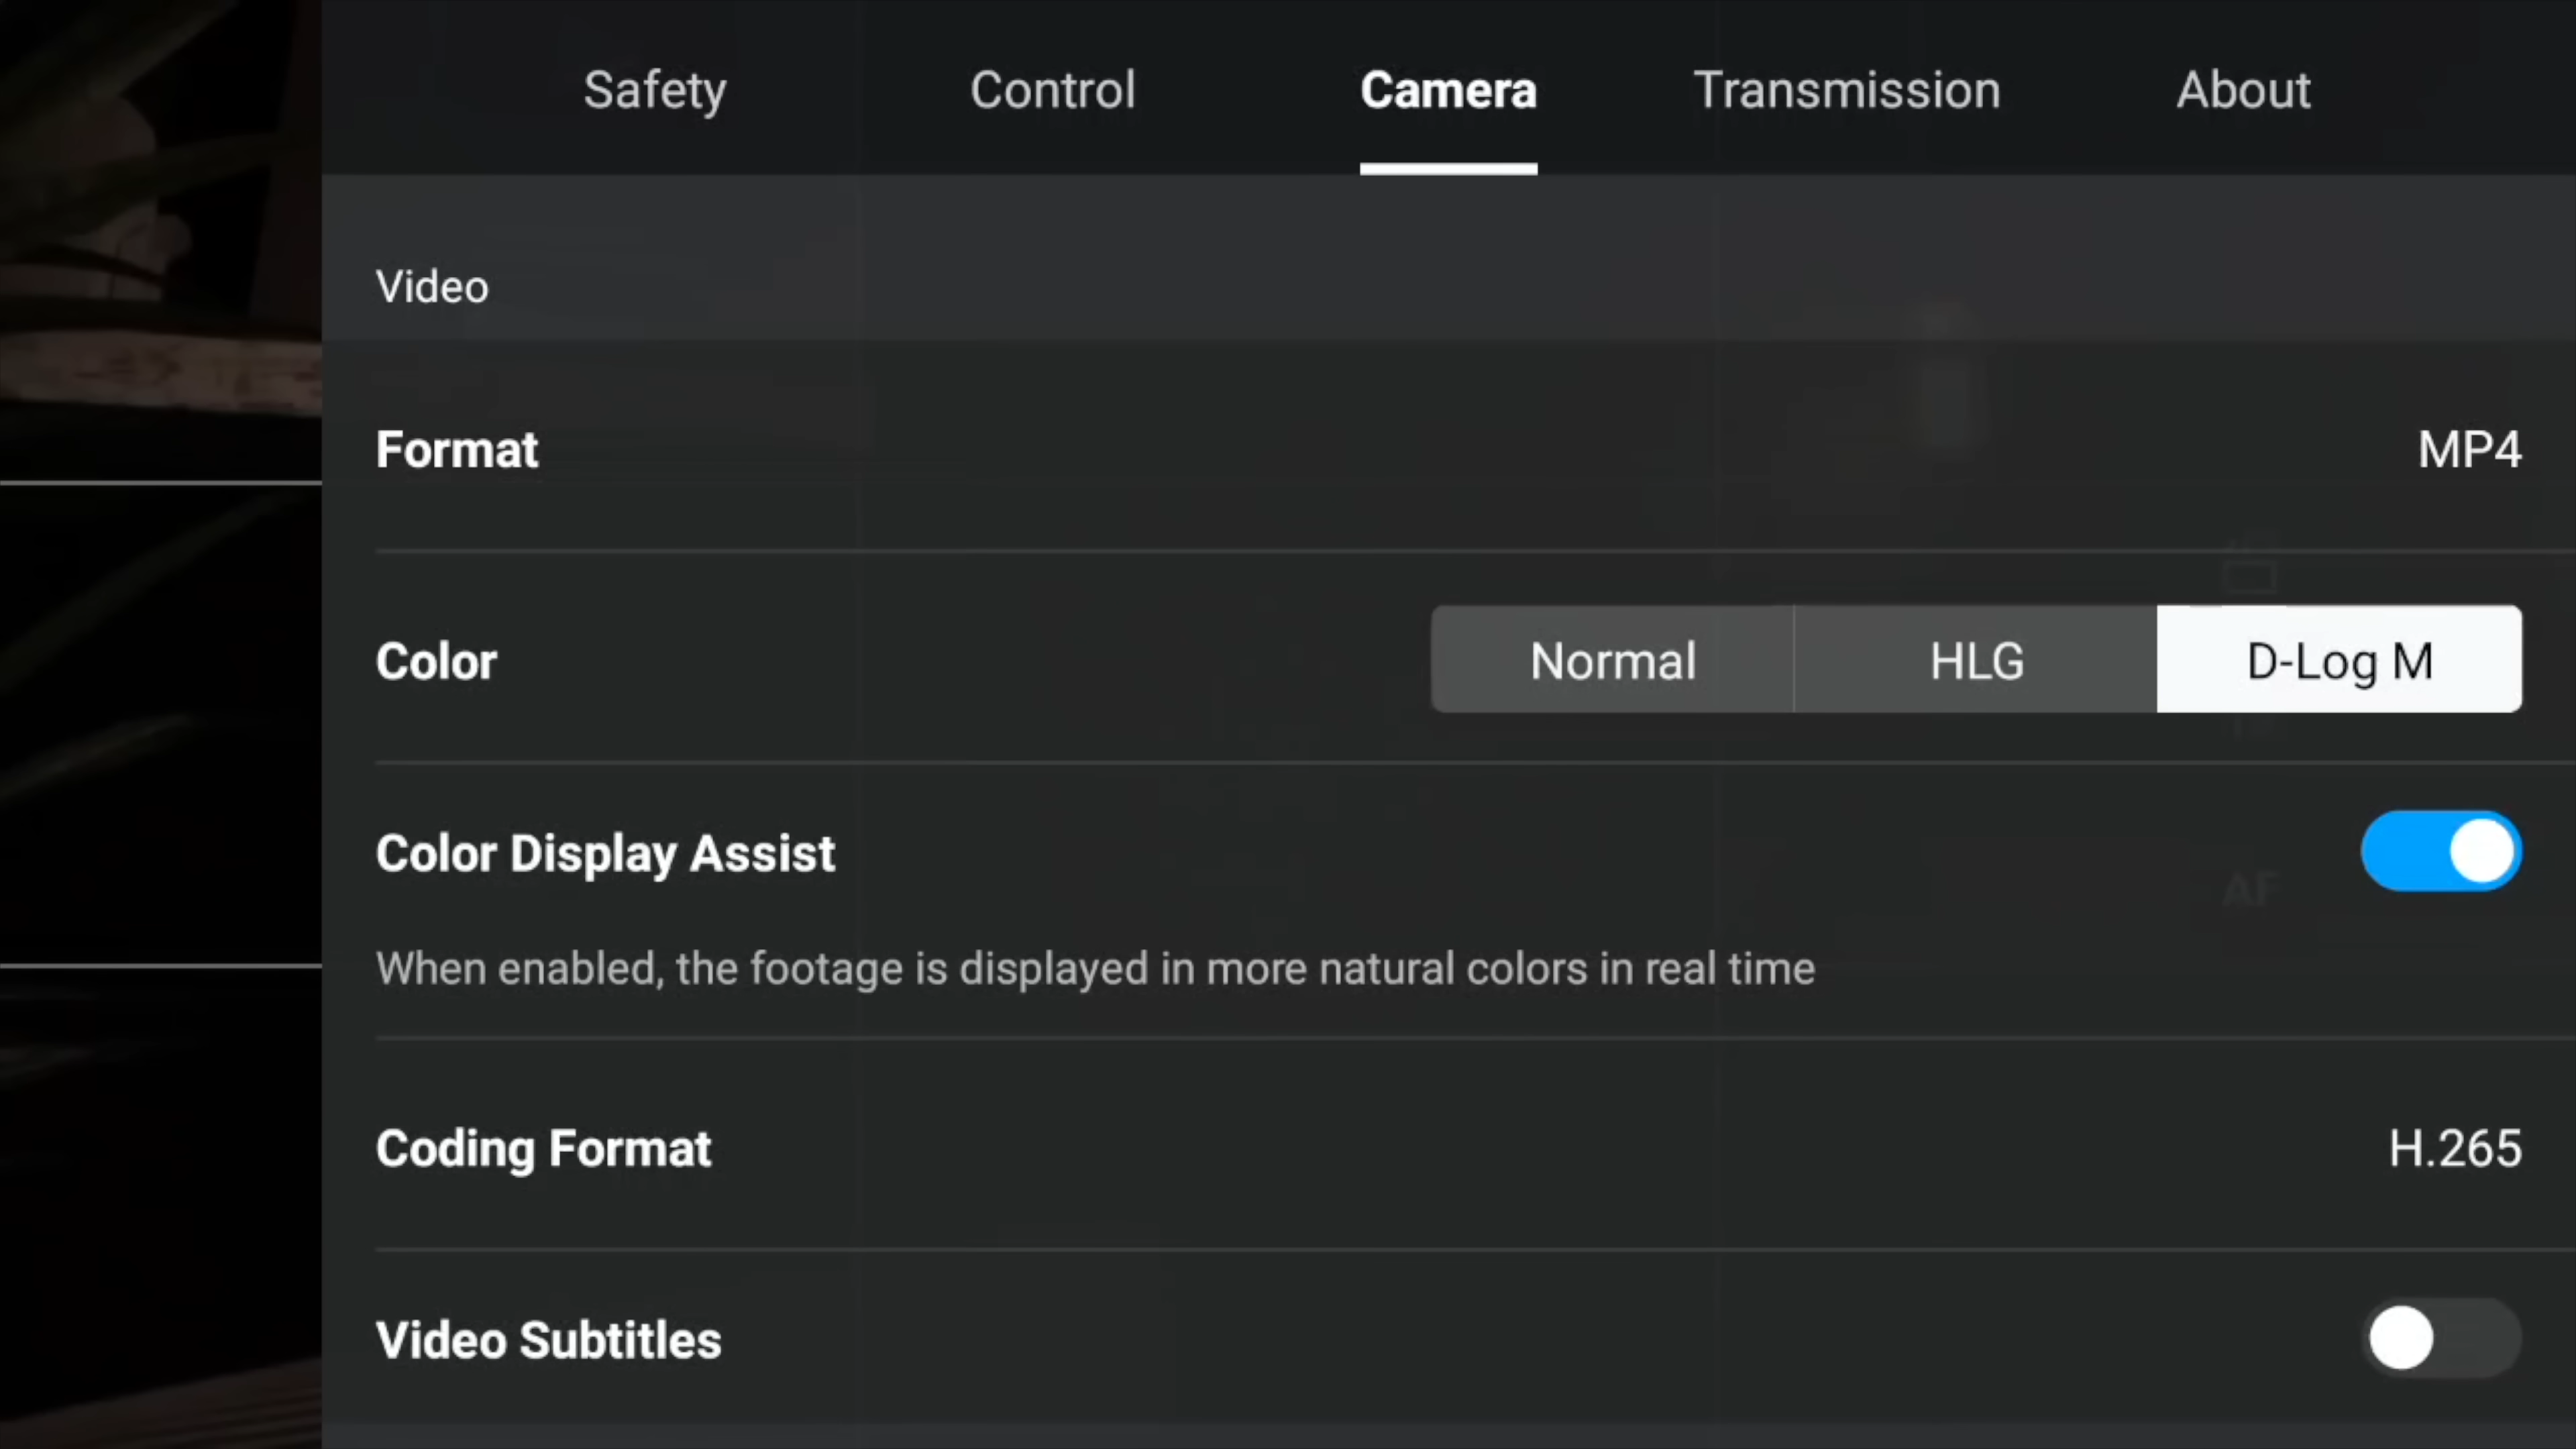 Safety Control Camera Transmission About
Video
Format MP4
Color Normal HLG D-Log M
Color Display Assist
AF
When enabled, the footage is displayed in more natural colors in real time
Coding Format H.265
Video Subtitles